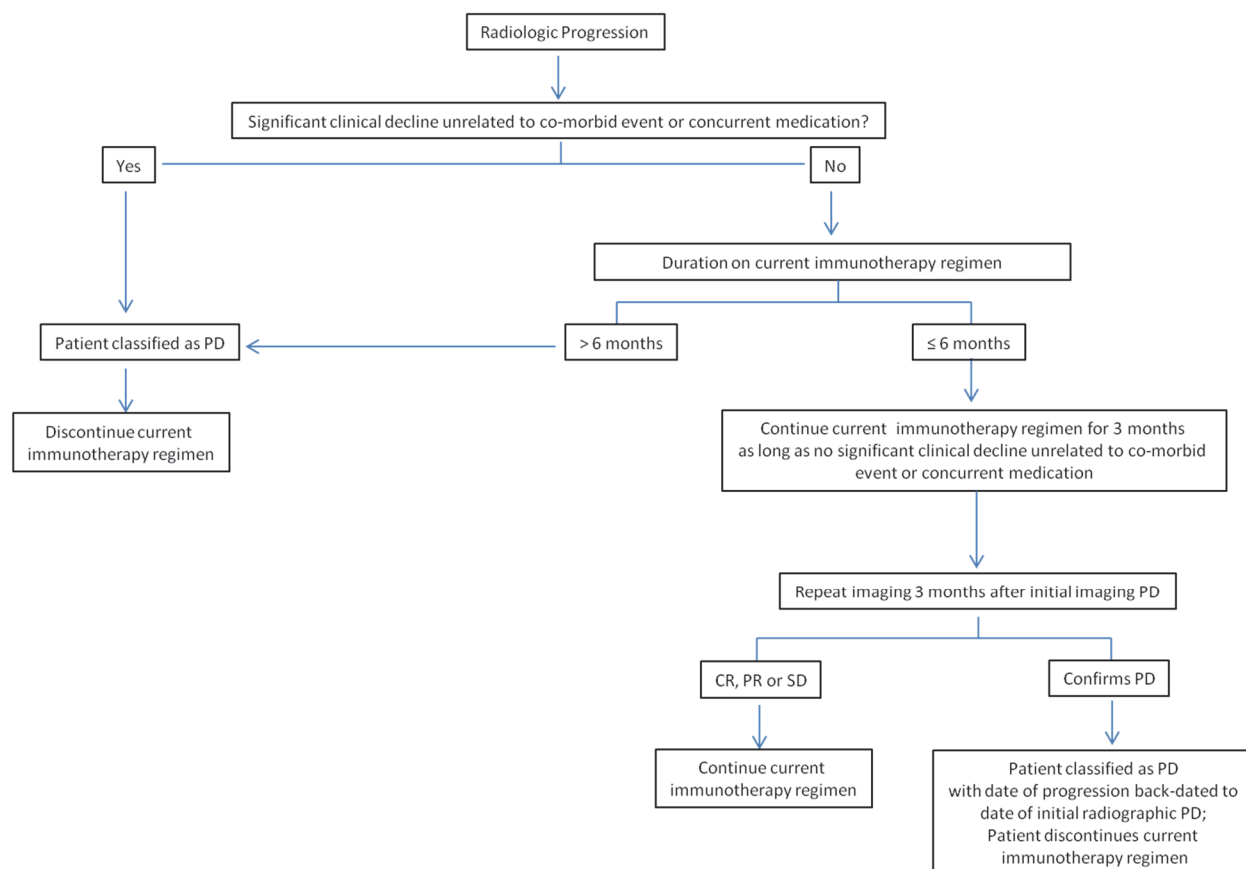 Radiologic Progression
Significant clinical decline unrelated to co-morbid event or concurrent medication?
Yes
No
Duration on current immunotherapy regimen
Patient classified as PD
> 6 months
≤ 6 months
Discontinue current
immunotherapy regimen
Continue current immunotherapy regimen for 3 months
as long as no significant clinical decline unrelated to co-morbid
event or concurrent medication
Repeat imaging 3 months after initial imaging PD
CR, PR or SD
Confirms PD
Continue current
immunotherapy regimen
Patient classified as PD
with date of progression back-dated to
date of initial radiographic PD;
Patient discontinues current
immunotherapy regimen